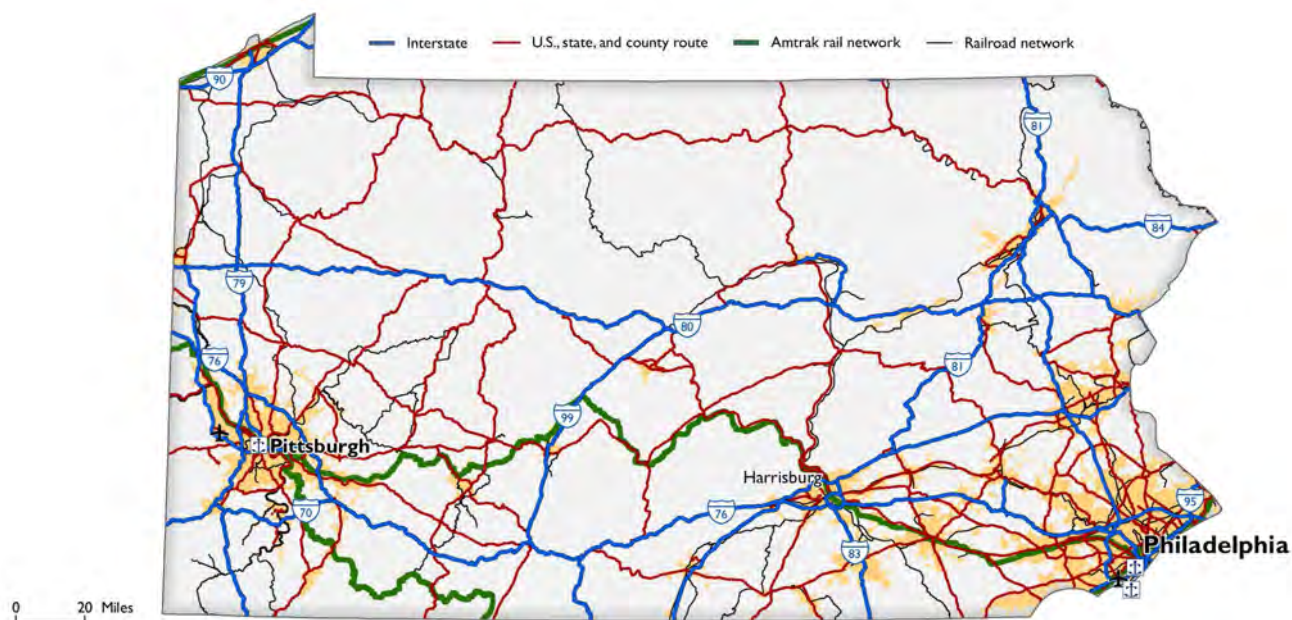 Interstate U.S., state, and county route Amtrak rail network Railroad network
90
81
84
79
80
76
81
99
Pittsburgh
Harrisburg
70
76
95
83
Philadelphia
0 20 Miles